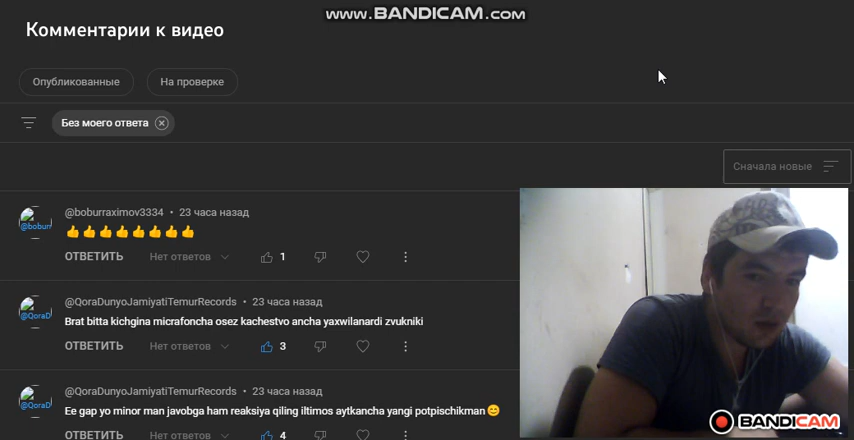 www.BANDICAM.com
Комментарии к видео
Опубликованные
На проверке
Без моего ответа
Сначала новые
@boburraximov3334 • 23 часа назад
👍👍👍👍👍👍👍👍
@bobur
ОТВЕТИТЬ Нет ответов 1
@QoraDunyoJamiyatiTemurRecords • 23 часа назад
@QoraD
Brat bitta kichgina micrafoncha osez kachestvo ancha yaxwilanardi zvukniki
ОТВЕТИТЬ Нет ответов 3
@QoraDunyoJamiyatiTemurRecords • 23 часа назад
@QoraD
Ee gap yo minor man javobga ham reaksiya qiling iltimos aytkancha yangi potpischikman😊
ОТВЕТИТЬ Нет ответов 4
BANDICAM